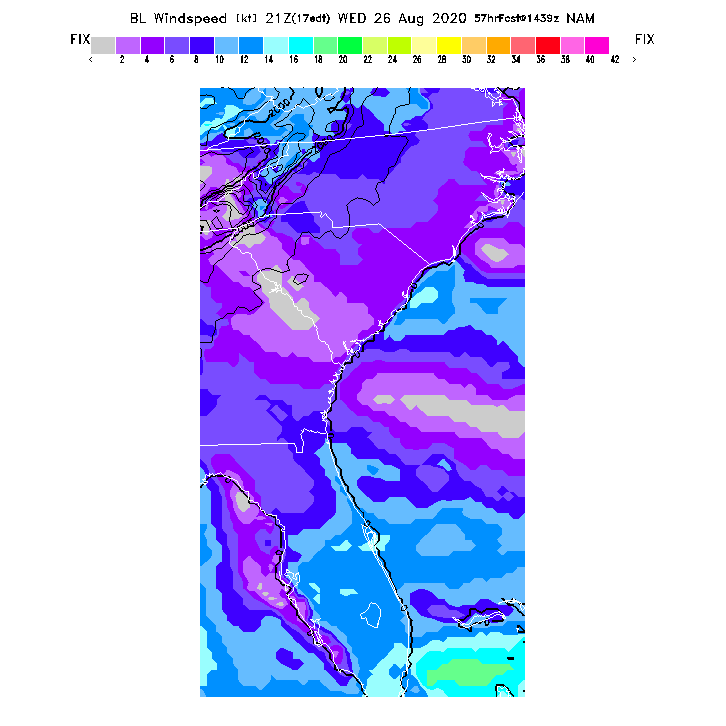 BL Windspeed [kt] 21Z(17edt) WED 26 Aug 2020 57hrFcst@1439z NAM
FIX FIX
< 2 4 6 8 10 12 14 16 18 20 22 24 26 28 30 32 34 36 38 40 42 >
2600